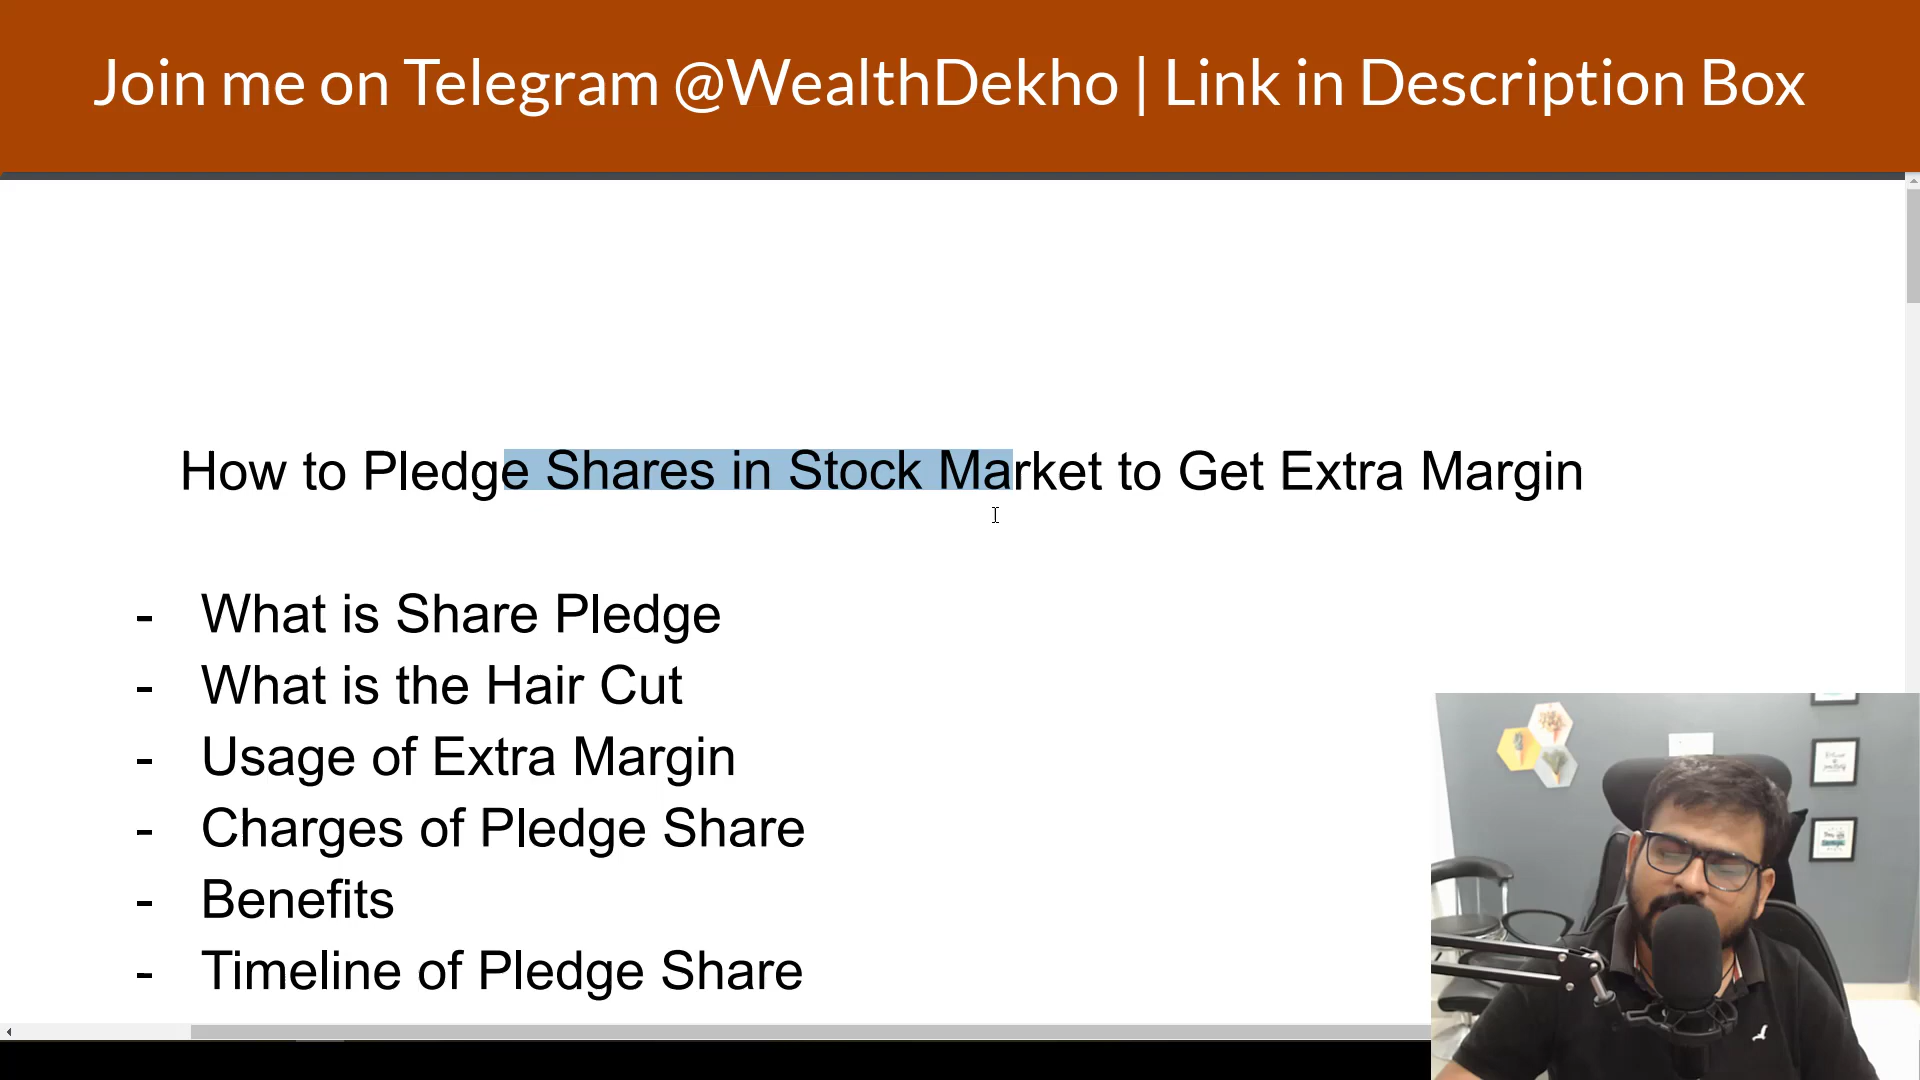 Join me on Telegram @WealthDekho | Link in Description Box
How to Pledge Shares in Stock Market to Get Extra Margin
- What is Share Pledge
- What is the Hair Cut
- Usage of Extra Margin
- Charges of Pledge Share
- Benefits
- Timeline of Pledge Share